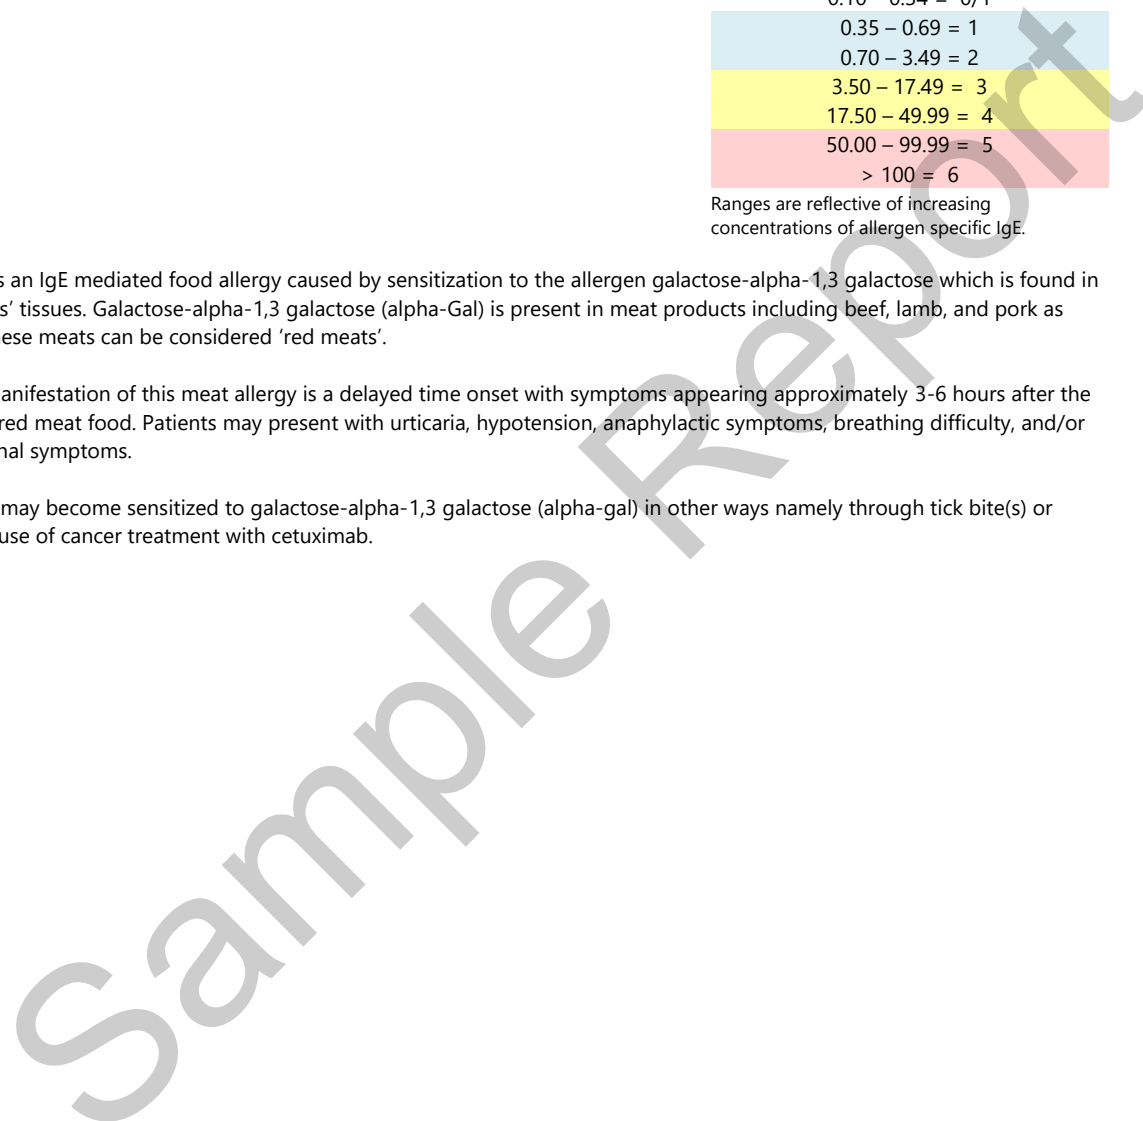 0.10 – 0.34 = 0/1
0.35 – 0.69 = 1
0.70 – 3.49 = 2
3.50 – 17.49 = 3
17.50 – 49.99 = 4
50.00 – 99.99 = 5
> 100 = 6
Ranges are reflective of increasing
concentrations of allergen specific IgE.
s an IgE mediated food allergy caused by sensitization to the allergen galactose-alpha-1,3 galactose which is found in
s’ tissues. Galactose-alpha-1,3 galactose (alpha-Gal) is present in meat products including beef, lamb, and pork as
hese meats can be considered ‘red meats’.
anifestation of this meat allergy is a delayed time onset with symptoms appearing approximately 3-6 hours after the
red meat food. Patients may present with urticaria, hypotension, anaphylactic symptoms, breathing difficulty, and/or
nal symptoms.
may become sensitized to galactose-alpha-1,3 galactose (alpha-gal) in other ways namely through tick bite(s) or
use of cancer treatment with cetuximab.
Sample Report